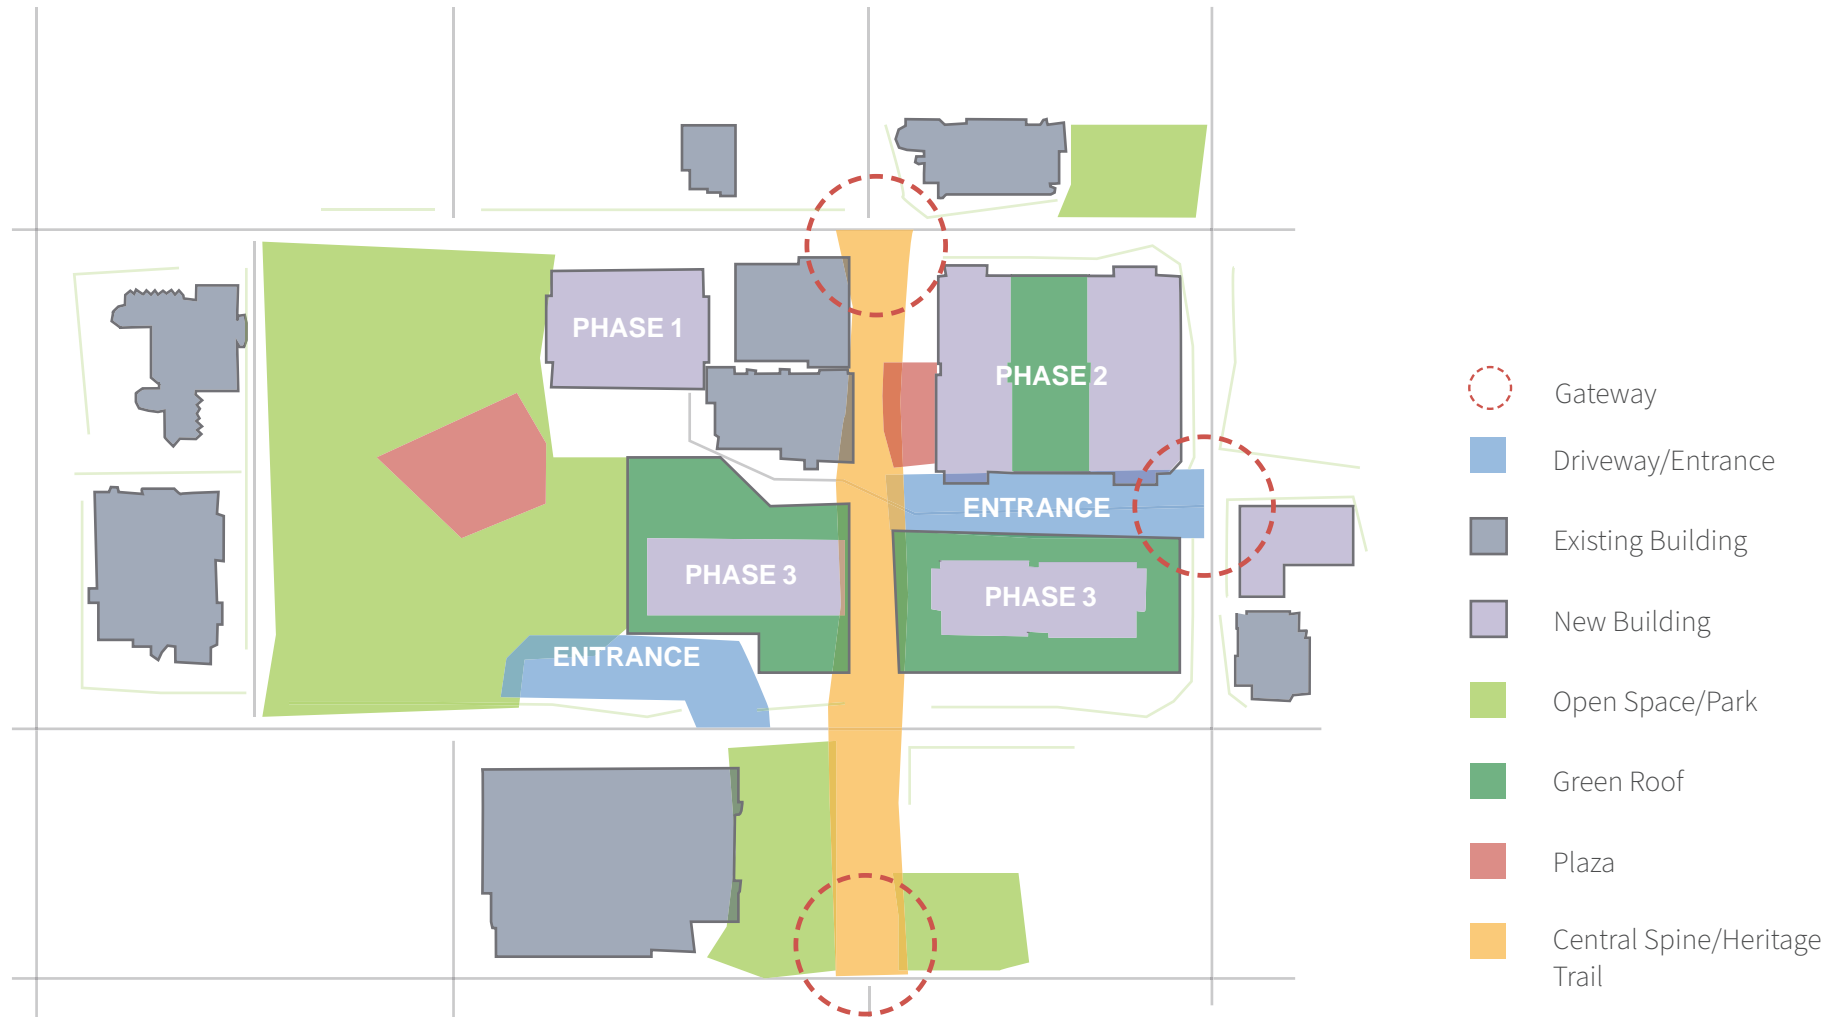 PHASE 1
PHASE 2
ENTRANCE
PHASE 3
PHASE 3
ENTRANCE
Gateway
Driveway/Entrance
Existing Building
New Building
Open Space/Park
Green Roof
Plaza
Central Spine/Heritage
Trail